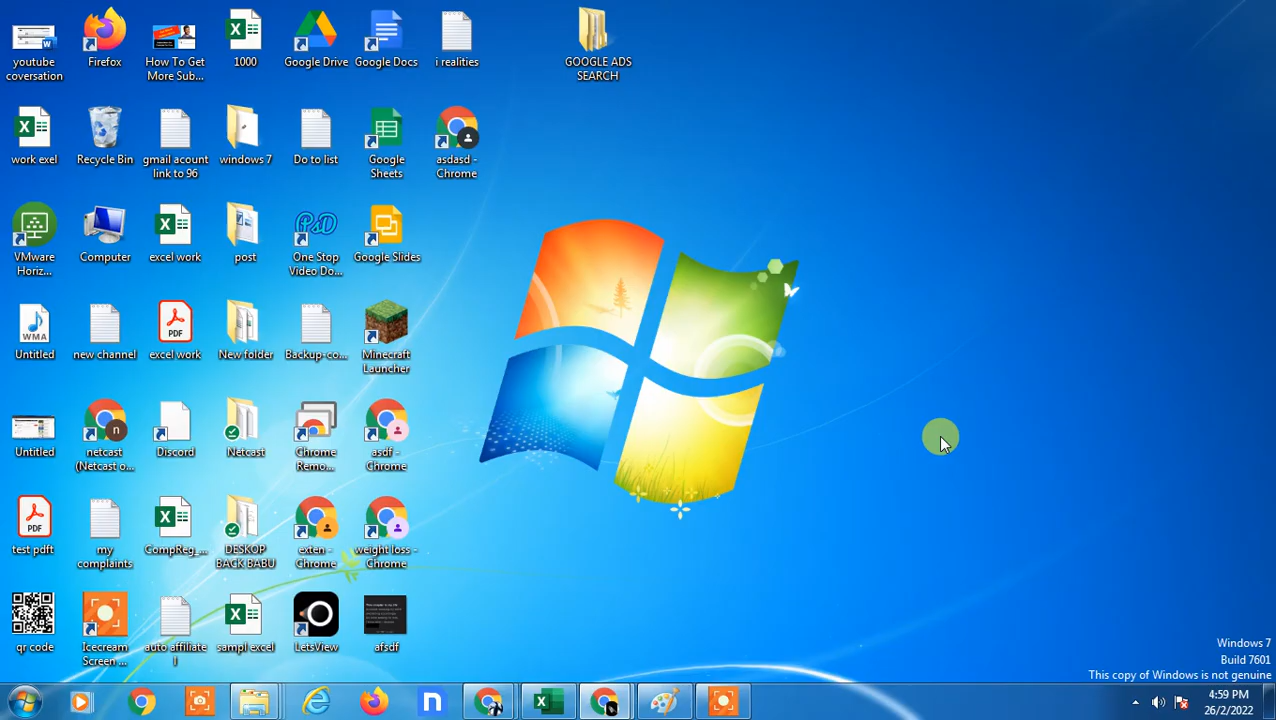 youtube
coversation
Firefox
How To Get
More Sub...
1000
Google Drive
Google Docs
i realities
GOOGLE ADS
SEARCH
work exel
Recycle Bin
gmail acount
link to 96
windows 7
Do to list
Google
Sheets
asdasd -
Chrome
VMware
Horiz...
Computer
excel work
post
One Stop
Video Do...
Google Slides
WMA
Untitled
new channel
PDF
excel work
New folder
Backup-co...
Minecraft
Launcher
Untitled
n
netcast
(Netcast o...
Discord
Netcast
Chrome
Remo...
asdf -
Chrome
PDF
test pdft
my
complaints
CompReg_...
DESKOP
BACK BABU
exten -
Chrome
weight loss -
Chrome
qr code
Icecream
Screen ...
auto affiliate
l
sampl excel
LetsView
afsdf
Windows 7
Build 7601
This copy of Windows is not genuine
4:59 PM
26/2/2022